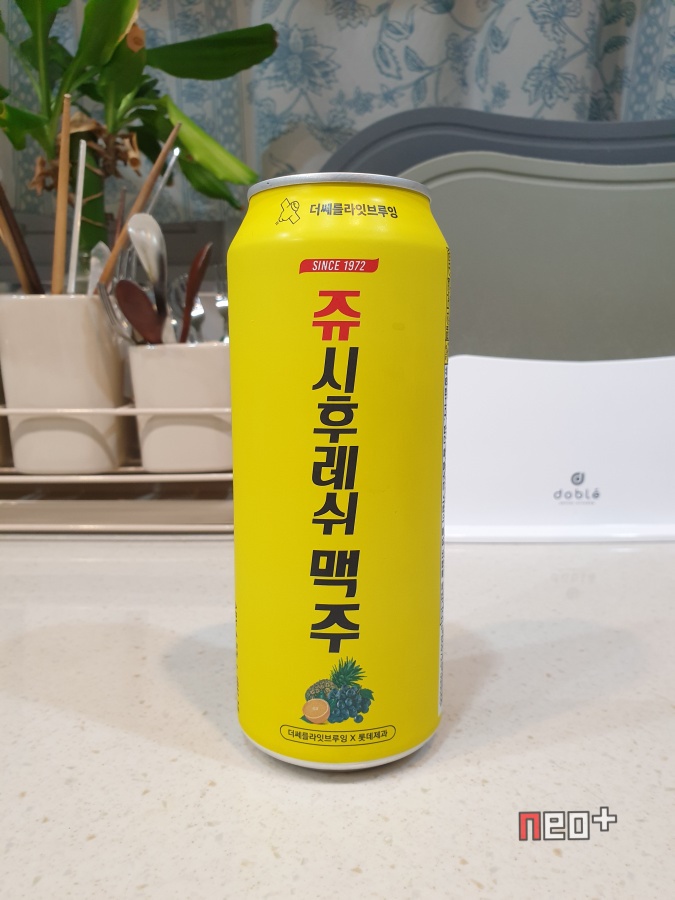 더쎄를라잇브루잉
SINCE 1972
쥬시후레쉬 맥주
더쎄를라잇브루잉 X 롯데제과
doblé
neo+